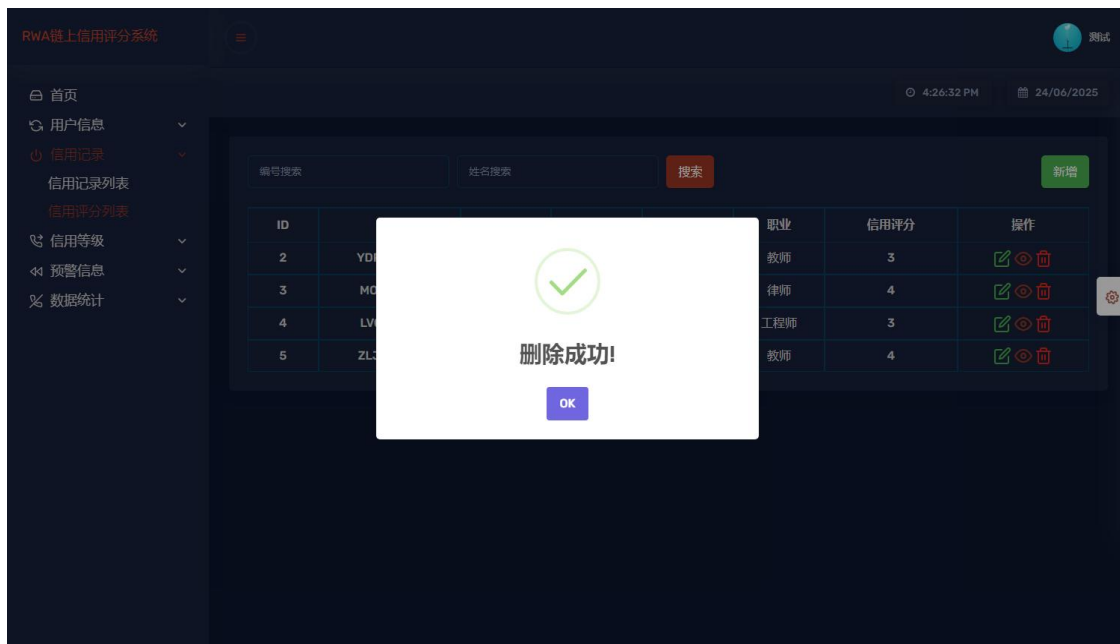 RWA链上信用评分系统
测试
首页
4:26:32 PM
24/06/2025
用户信息
信用记录
信用记录列表
信用评分列表
信用等级
预警信息
数据统计
编号搜索
姓名搜索
搜索
新增
ID
职业
信用评分
操作
2
教师
3
3
律师
4
4
工程师
3
5
教师
4
删除成功!
OK